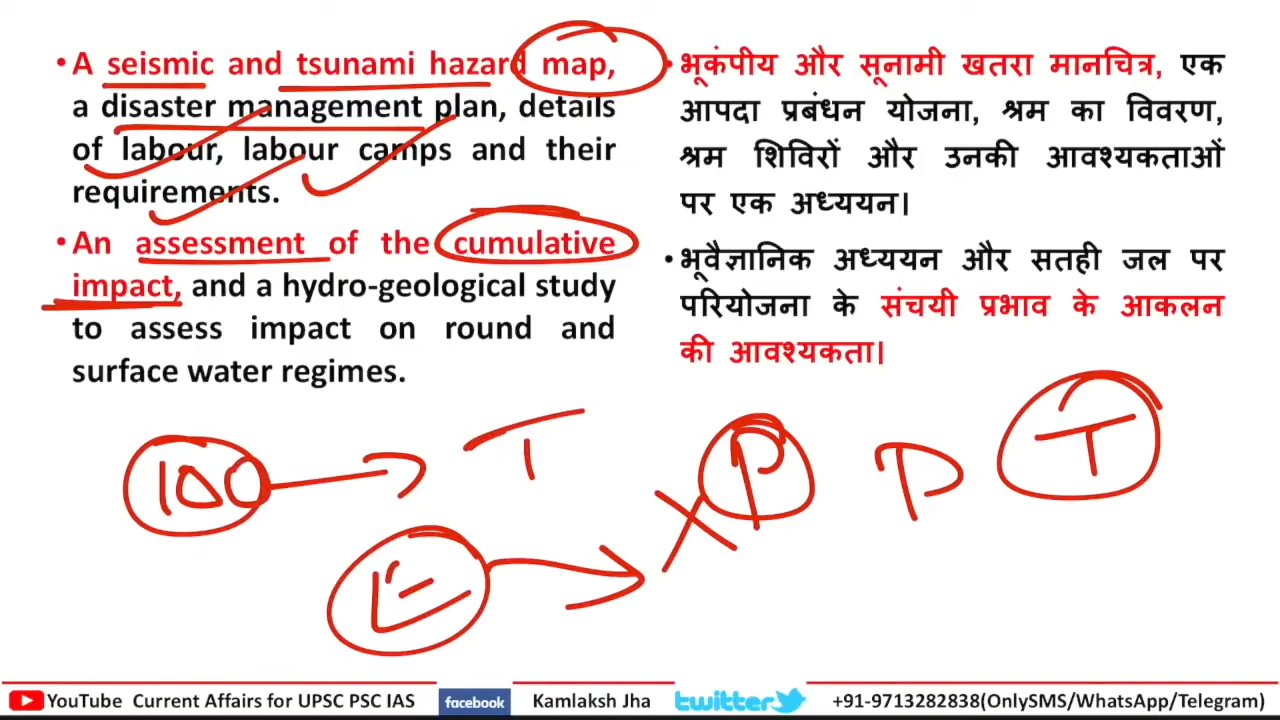 • A seismic and tsunami hazard map,
a disaster management plan, details
of labour, labour camps and their
requirements.
• An assessment of the cumulative
impact, and a hydro-geological study
to assess impact on round and
surface water regimes.
• भूकंपीय और सूनामी खतरा मानचित्र, एक
आपदा प्रबंधन योजना, श्रम का विवरण,
श्रम शिविरों और उनकी आवश्यकताओं
पर एक अध्ययन।
• भूवैज्ञानिक अध्ययन और सतही जल पर
परियोजना के संचयी प्रभाव के आकलन
की आवश्यकता।
100 T P P T
E X
YouTube Current Affairs for UPSC PSC IAS facebook Kamlaksh Jha twitter +91-9713282838(OnlySMS/WhatsApp/Telegram)